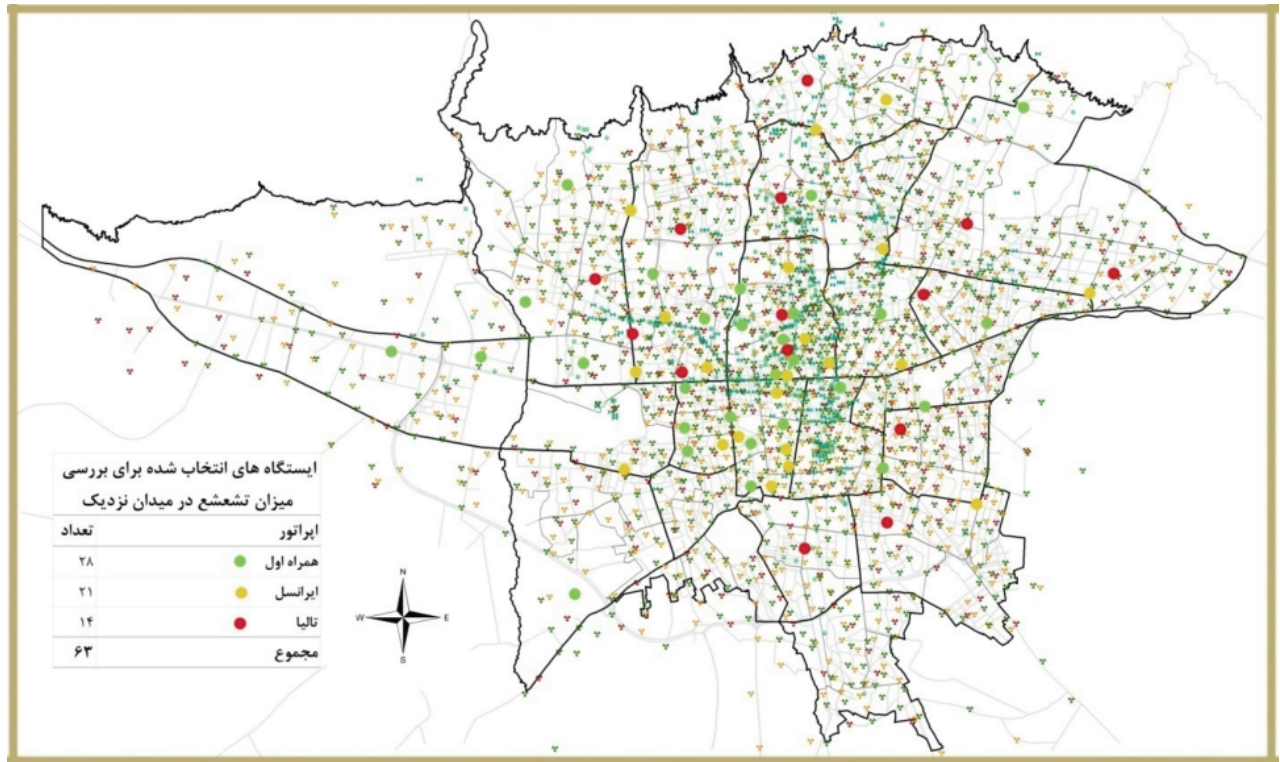 ایستگاه های انتخاب شده برای بررسی
میزان تشعشع در میدان نزدیک
اپراتور تعداد
همراه اول ۲۸
ایرانسل ۲۱
تالیا ۱۴
مجموع ۶۳
N
W E
S